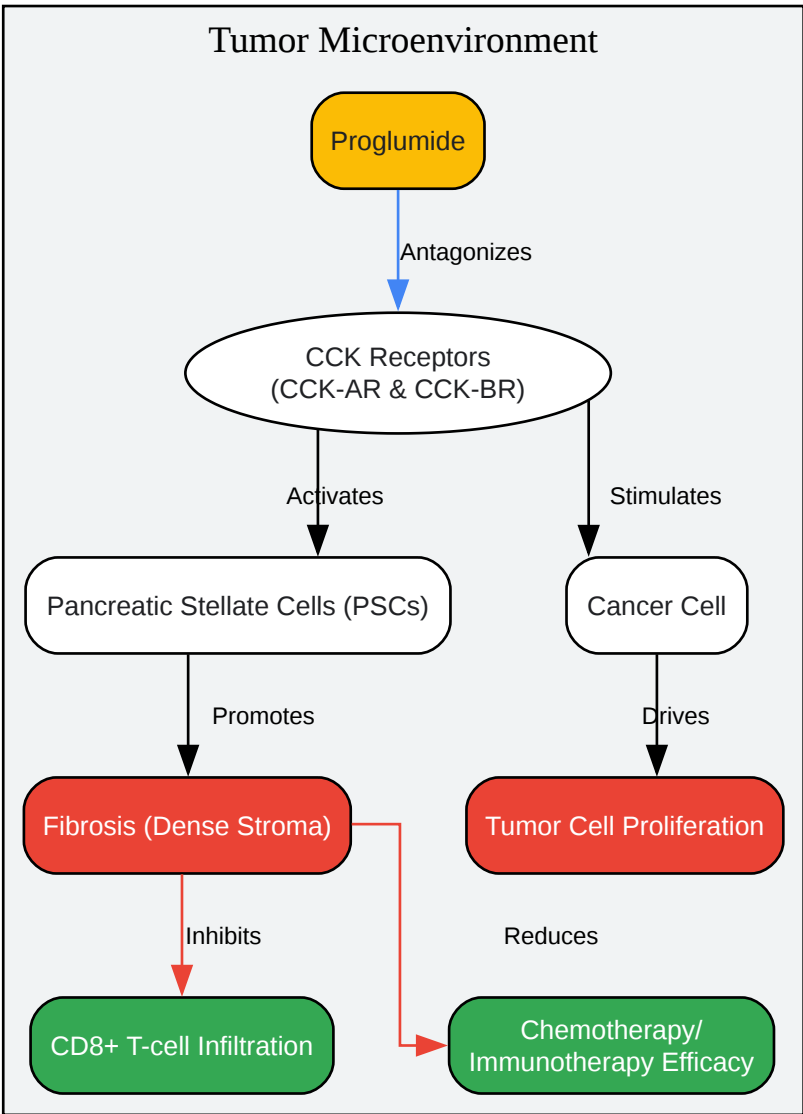 Tumor Microenvironment
Proglumide
Antagonizes
CCK Receptors
(CCK-AR & CCK-BR)
Activates
Stimulates
Pancreatic Stellate Cells (PSCs)
Cancer Cell
Promotes
Drives
Fibrosis (Dense Stroma)
Tumor Cell Proliferation
Inhibits
Reduces
CD8+ T-cell Infiltration
Chemotherapy/
Immunotherapy Efficacy